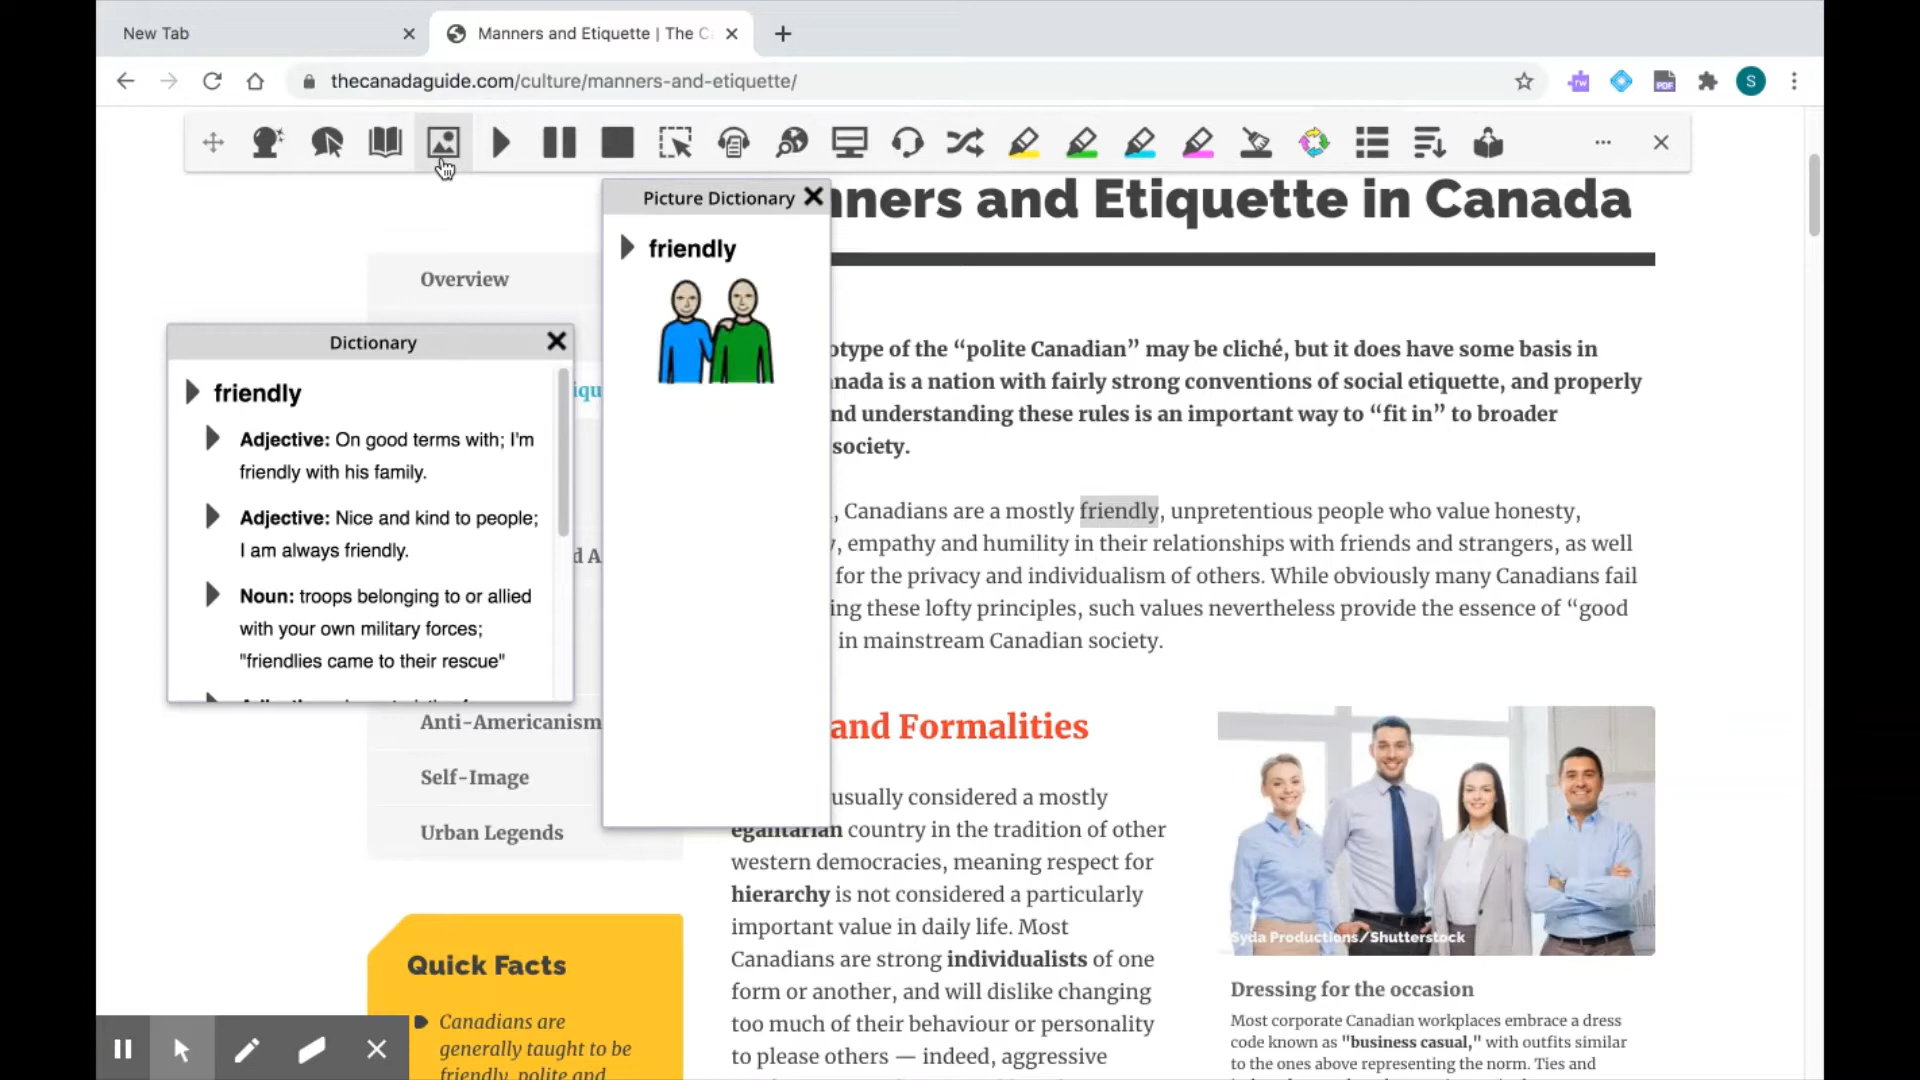 New Tab
Manners and Etiquette | The C
thecanadaguide.com/culture/manners-and-etiquette/
rw
PDF
S
Picture Dictionary
nners and Etiquette in Canada
friendly
Overview
Dictionary
friendly
Adjective: On good terms with; I'm
friendly with his family.
Adjective: Nice and kind to people;
I am always friendly.
Noun: troops belonging to or allied
with your own military forces;
"friendlies came to their rescue"
iqu
d A
Anti-Americanism
Self-Image
Urban Legends
Quick Facts
Canadians are
generally taught to be
friendly, polite and
otype of the “polite Canadian” may be cliché, but it does have some basis in
nada is a nation with fairly strong conventions of social etiquette, and properly
nd understanding these rules is an important way to “fit in” to broader
society.
, Canadians are a mostly friendly, unpretentious people who value honesty,
, empathy and humility in their relationships with friends and strangers, as well
for the privacy and individualism of others. While obviously many Canadians fail
ing these lofty principles, such values nevertheless provide the essence of “good
in mainstream Canadian society.
and Formalities
usually considered a mostly
egalitarian country in the tradition of other
western democracies, meaning respect for
hierarchy is not considered a particularly
important value in daily life. Most
Canadians are strong individualists of one
form or another, and will dislike changing
too much of their behaviour or personality
to please others — indeed, aggressive
Syda Productions/Shutterstock
Dressing for the occasion
Most corporate Canadian workplaces embrace a dress
code known as "business casual," with outfits similar
to the ones above representing the norm. Ties and